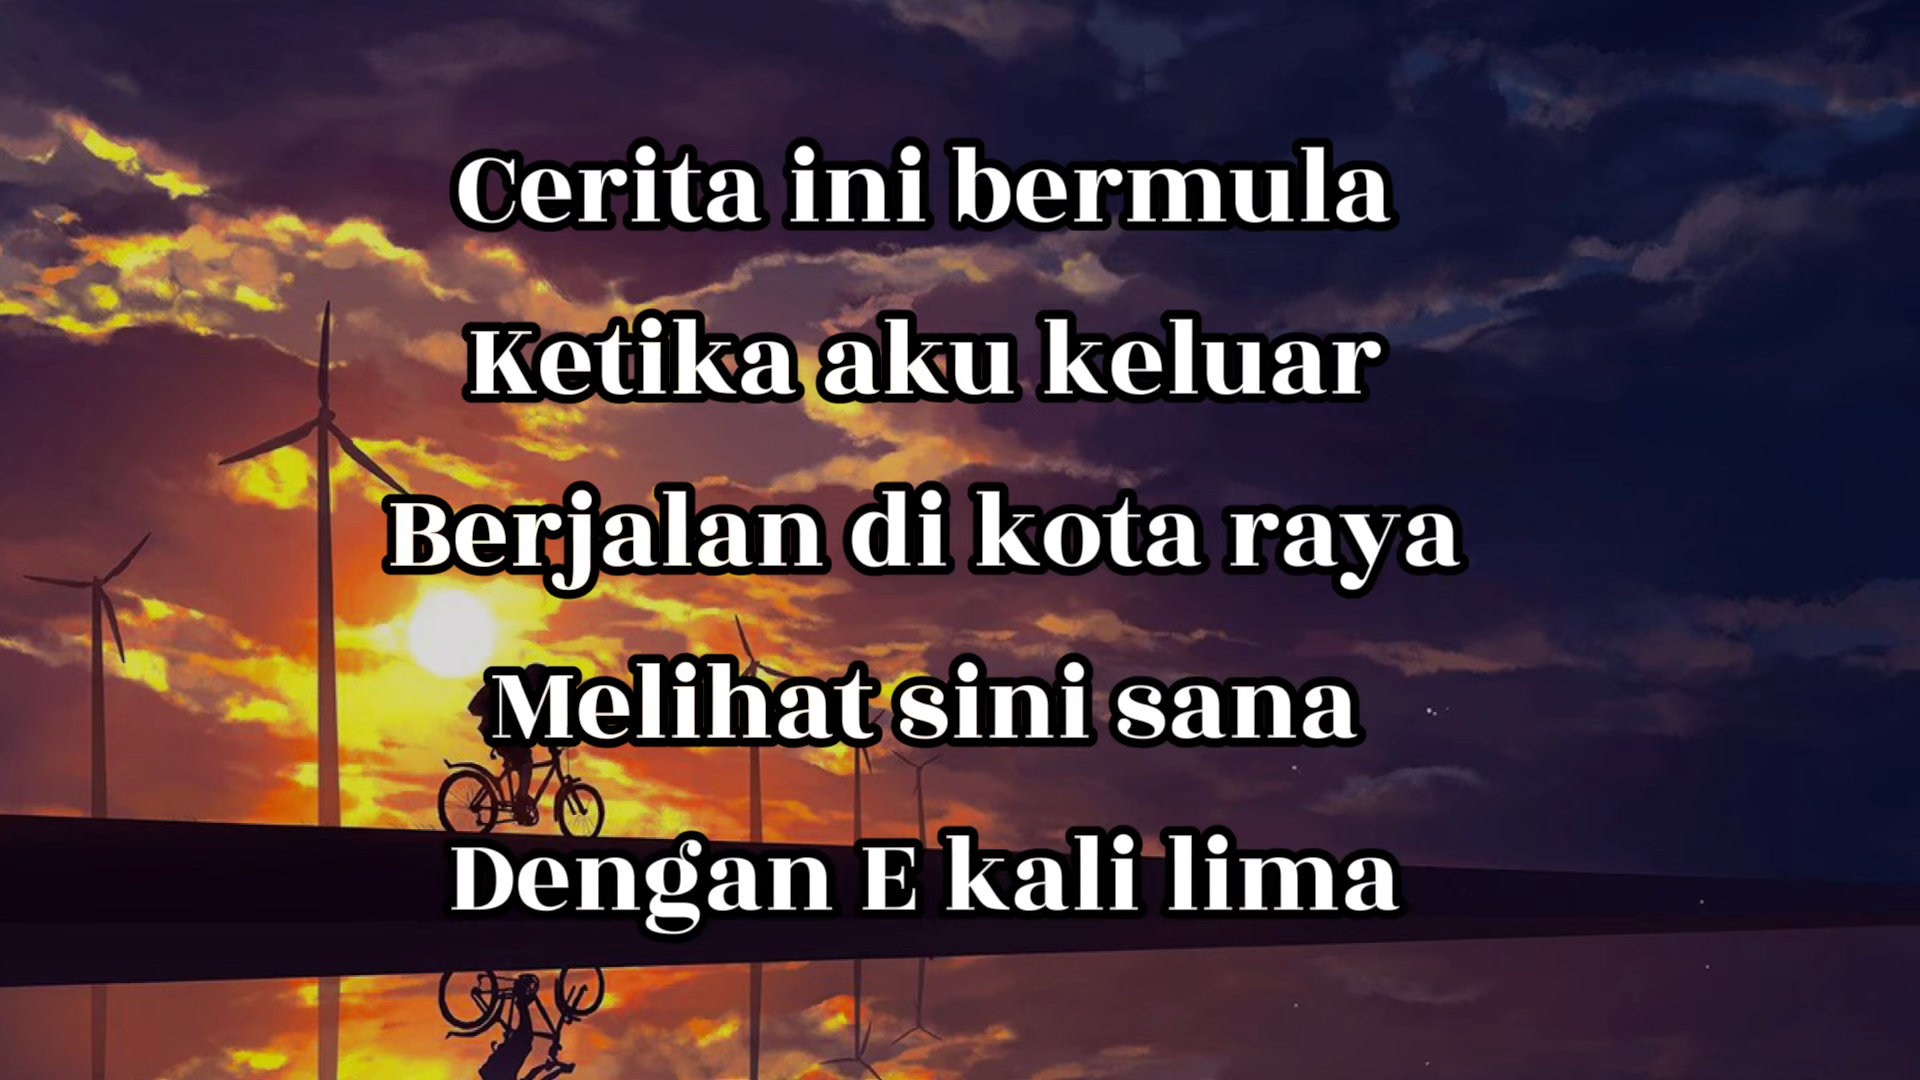 Cerita ini bermula
Ketika aku keluar
Berjalan di kota raya
Melihat sini sana
Dengan E kali lima